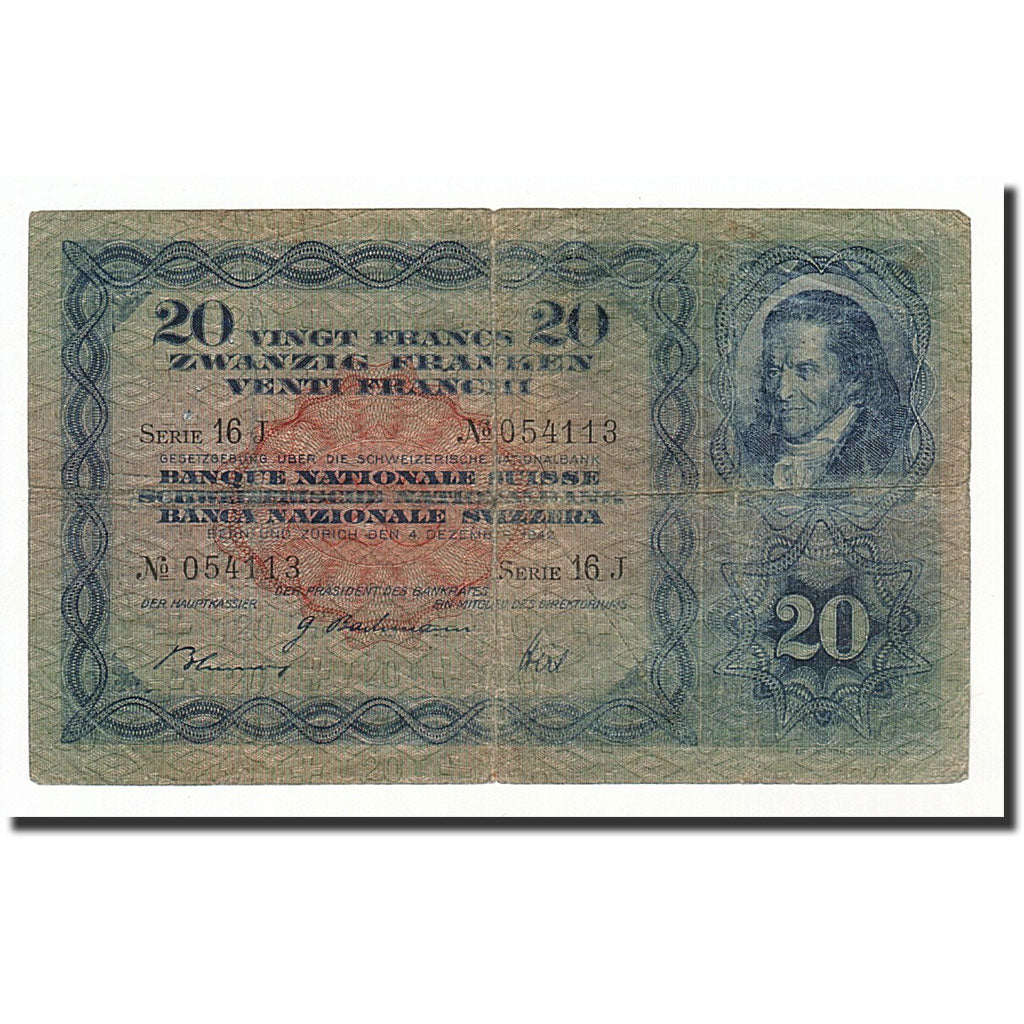 20 VINGT FRANCS 20
ZWANZIG FRANKEN
VENTI FRANCHI
SERIE 16 J No 054113
GESETZGEBUNG ÜBER DIE SCHWEIZERISCHE NATIONALBANK
BANQUE NATIONALE SUISSE
SCHWEIZERISCHE NATIONALBANK
BANCA NAZIONALE SVIZZERA
BERN UND ZÜRICH DEN 4. DEZEMBER 1942
No 054113 SERIE 16 J
DER PRÄSIDENT DES BANKRATES
DER HAUPTKASSIER EIN MITGLIED DES DIREKTORIUMS
G Bachmann
20